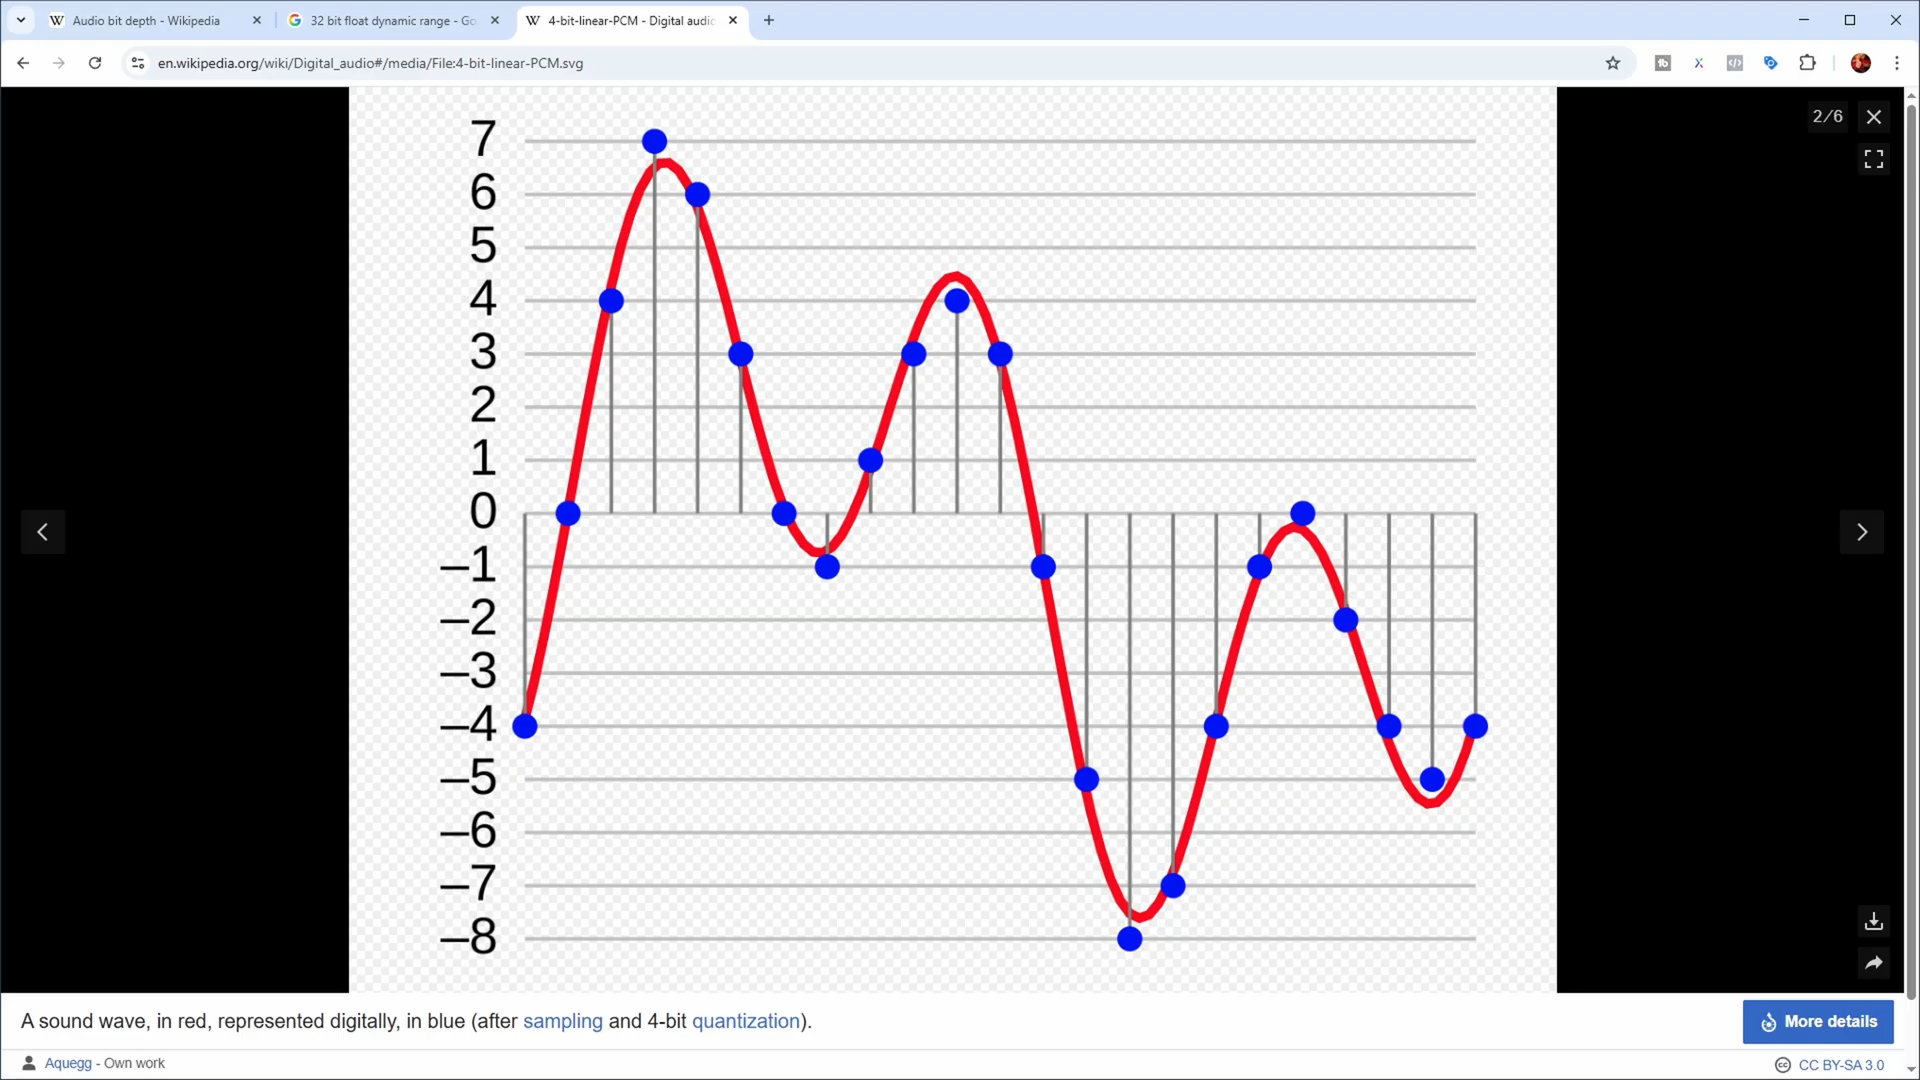 Audio bit depth - Wikipedia
32 bit float dynamic range - Go
4-bit-linear-PCM - Digital audio
en.wikipedia.org/wiki/Digital_audio#/media/File:4-bit-linear-PCM.svg
2/6
7
6
5
4
3
2
1
0
–1
–2
–3
–4
–5
–6
–7
–8
A sound wave, in red, represented digitally, in blue (after sampling and 4-bit quantization).
More details
Aquegg - Own work
CC BY-SA 3.0